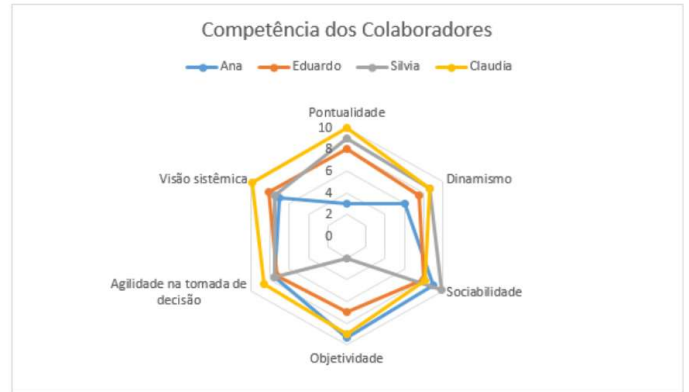 Competência dos Colaboradores
Ana Eduardo Silvia Claudia
Pontualidade
10
8
6
4
2
0
Dinamismo
Sociabilidade
Objetividade
Agilidade na tomada de
decisão
Visão sistêmica